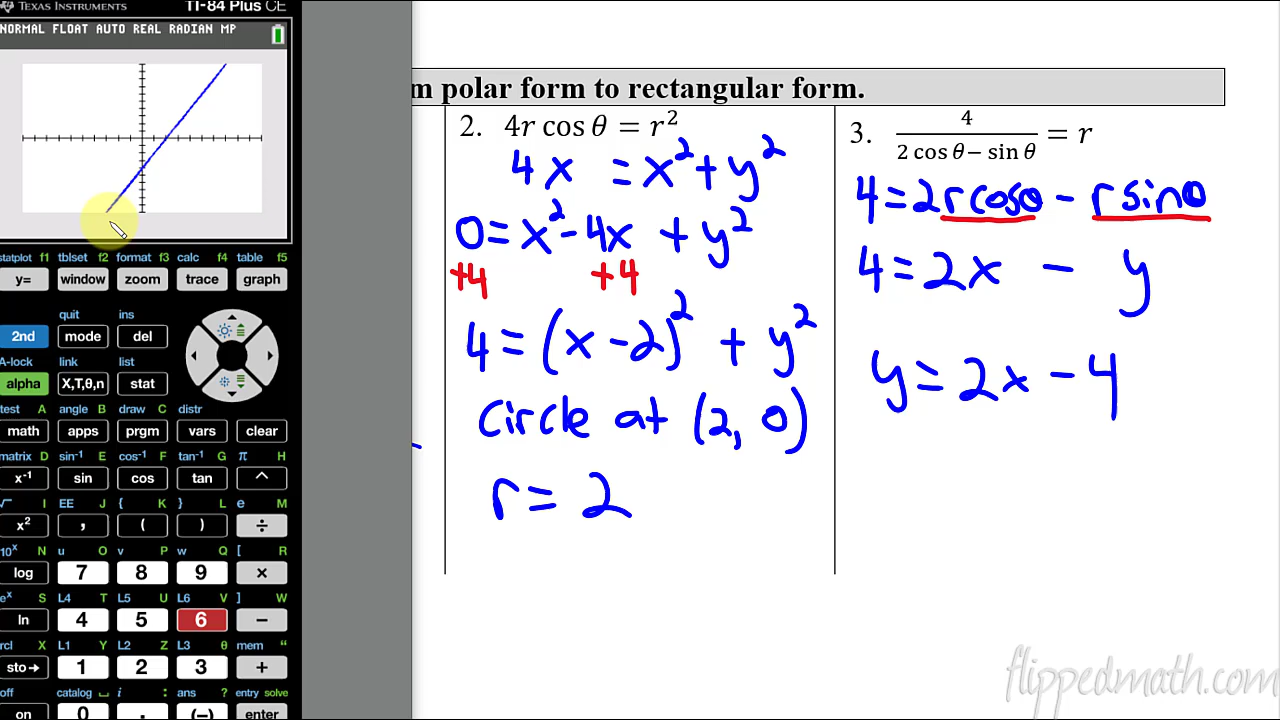 TEXAS INSTRUMENTS TI-84 Plus CE
NORMAL FLOAT AUTO REAL RADIAN MP
statplot f1 tblset f2 format f3 calc f4 table f5
y= window zoom trace graph
quit ins
2nd mode del
A-lock link list
alpha X,T,θ,n stat
test A angle B draw C distr
math apps prgm vars clear
matrix D sin⁻¹ E cos⁻¹ F tan⁻¹ G π H
x⁻¹ sin cos tan ^
√ I EE J { K } L e M
x² , ( ) ÷
10ˣ N u O v P w Q [ R
log 7 8 9 ×
eˣ S L4 T L5 U L6 V ] W
ln 4 5 6 −
rcl X L1 Y L2 Z L3 θ mem "
sto→ 1 2 3 +
off catalog i : ans ? entry solve
on 0 . (−) enter
m polar form to rectangular form.
2. 4r cos θ = r²
4x = x² + y²
0 = x² - 4x + y²
+4 +4
4 = (x - 2)² + y²
circle at (2, 0)
r = 2
3. 4/(2 cos θ − sin θ) = r
4 = 2rcosθ - rsinθ
4 = 2x - y
y = 2x - 4
flippedmath.com